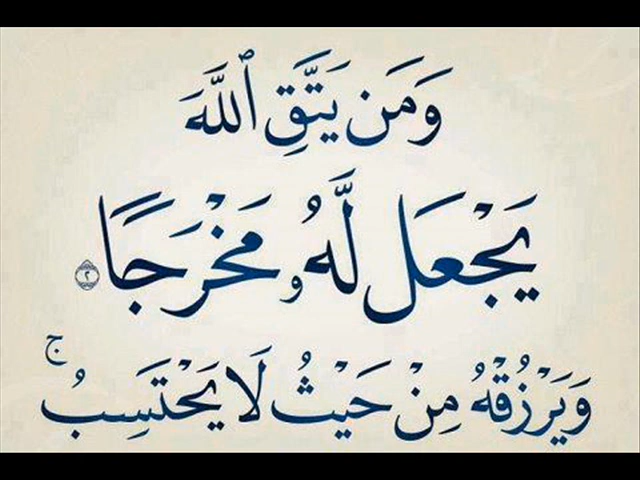 وَمَن يَتَّقِ ٱللَّهَ
يَجْعَل لَّهُۥ مَخْرَجًا ٢
وَيَرْزُقْهُ مِنْ حَيْثُ لَا يَحْتَسِبُ ۚ